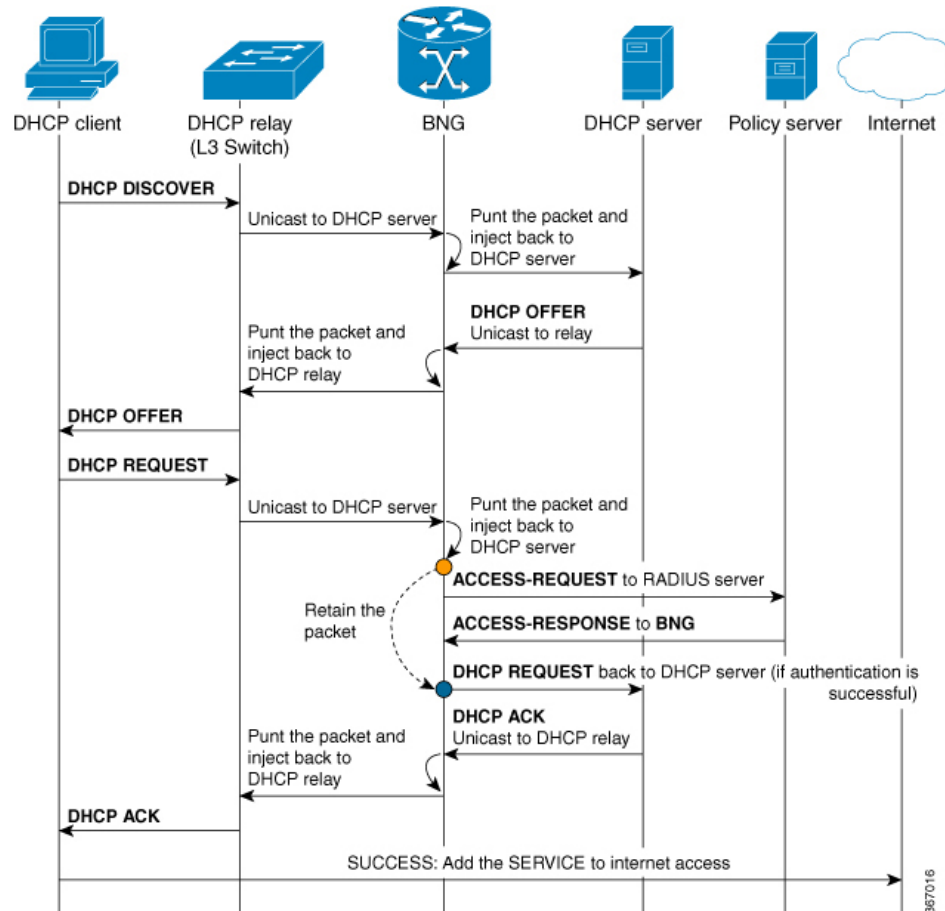 DHCP client
DHCP relay
(L3 Switch)
BNG
DHCP server
Policy server
Internet
DHCP DISCOVER
Unicast to DHCP server
Punt the packet and
inject back to
DHCP server
DHCP OFFER
Unicast to relay
Punt the packet and
inject back to
DHCP relay
DHCP OFFER
DHCP REQUEST
Unicast to DHCP server
Punt the packet and
inject back to
DHCP server
ACCESS-REQUEST to RADIUS server
Retain the
packet
ACCESS-RESPONSE to BNG
DHCP REQUEST back to DHCP server (if authentication is
successful)
DHCP ACK
Unicast to DHCP relay
Punt the packet and
inject back to
DHCP relay
DHCP ACK
SUCCESS: Add the SERVICE to internet access
367016